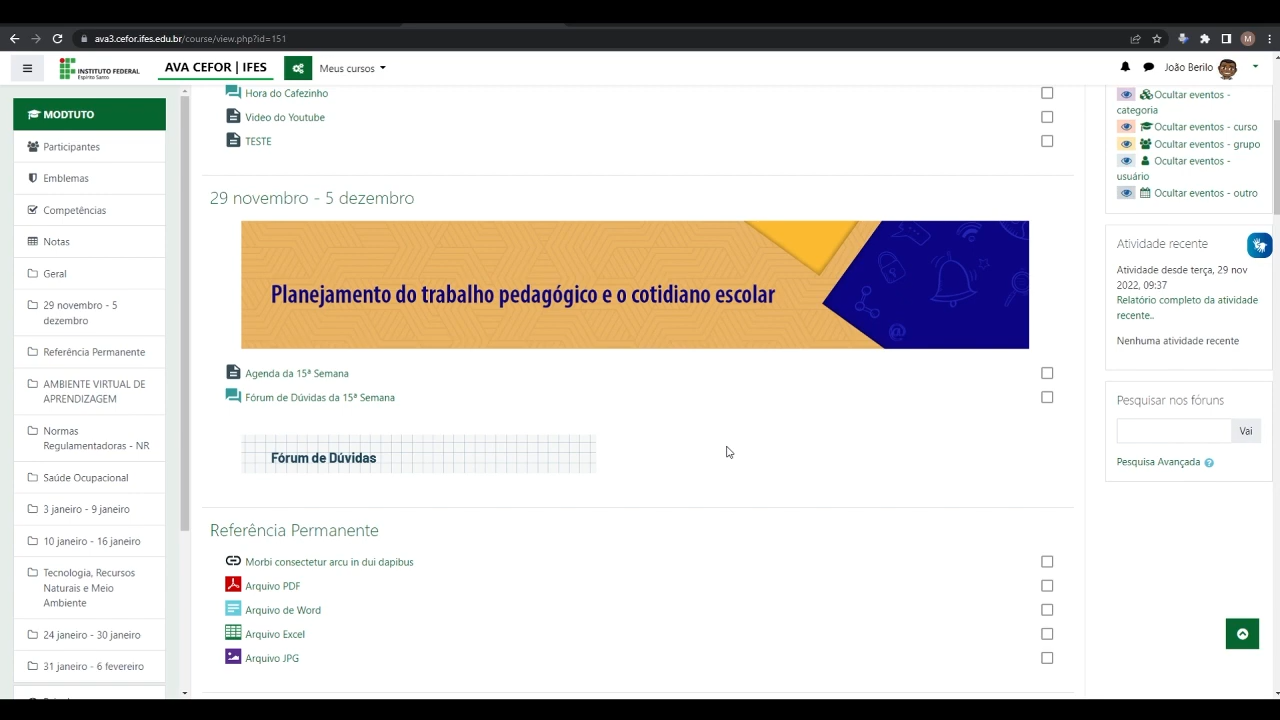 ava3.cefor.ifes.edu.br/course/view.php?id=151
M
INSTITUTO FEDERAL
Espírito Santo
AVA CEFOR | IFES
Meus cursos
João Berilo
MODTUTO
Participantes
Emblemas
Competências
Notas
Geral
29 novembro - 5
dezembro
Referência Permanente
AMBIENTE VIRTUAL DE
APRENDIZAGEM
Normas
Regulamentadoras - NR
Saúde Ocupacional
3 janeiro - 9 janeiro
10 janeiro - 16 janeiro
Tecnologia, Recursos
Naturais e Meio
Ambiente
24 janeiro - 30 janeiro
31 janeiro - 6 fevereiro
Hora do Cafezinho
Video do Youtube
TESTE
29 novembro - 5 dezembro
Planejamento do trabalho pedagógico e o cotidiano escolar
Agenda da 15ª Semana
Fórum de Dúvidas da 15ª Semana
Fórum de Dúvidas
Referência Permanente
Morbi consectetur arcu in dui dapibus
Arquivo PDF
Arquivo de Word
Arquivo Excel
Arquivo JPG
Ocultar eventos -
categoria
Ocultar eventos - curso
Ocultar eventos - grupo
Ocultar eventos -
usuário
Ocultar eventos - outro
Atividade recente
Atividade desde terça, 29 nov
2022, 09:37
Relatório completo da atividade
recente..
Nenhuma atividade recente
Pesquisar nos fóruns
Vai
Pesquisa Avançada